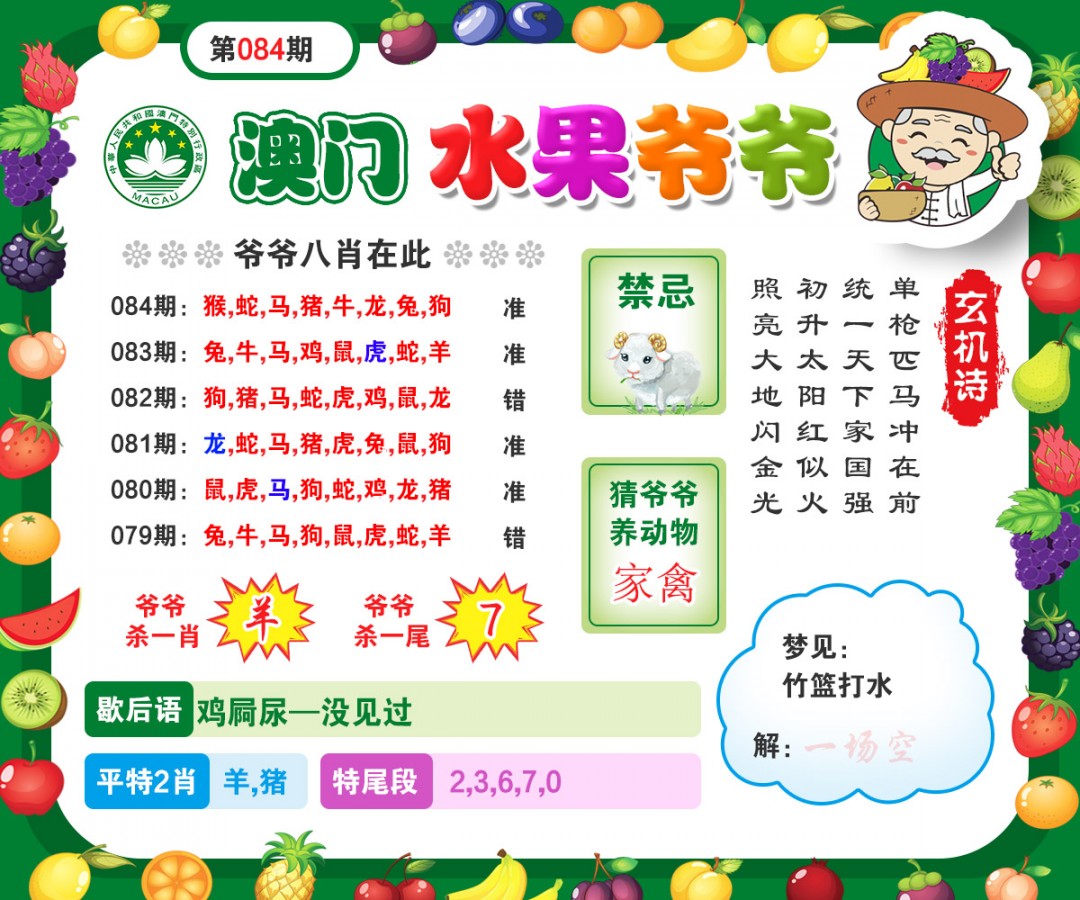 第084期
中華人民共和國澳門特別行政區
MACAU
澳门 水果爷爷
爷爷八肖在此
084期：猴,蛇,马,猪,牛,龙,兔,狗 准
083期：兔,牛,马,鸡,鼠,虎,蛇,羊 准
082期：狗,猪,马,蛇,虎,鸡,鼠,龙 错
081期：龙,蛇,马,猪,虎,兔,鼠,狗 准
080期：鼠,虎,马,狗,蛇,鸡,龙,猪 准
079期：兔,牛,马,狗,鼠,虎,蛇,羊 错
爷爷
杀一肖
羊
爷爷
杀一尾
7
禁忌
猜爷爷
养动物
家禽
玄机诗
单枪匹马冲在前
统一天下家国强
初升太阳红似火
照亮大地闪金光
歇后语 鸡屙尿—没见过
平特2肖 羊,猪
特尾段 2,3,6,7,0
梦见：
竹篮打水
解：一场空